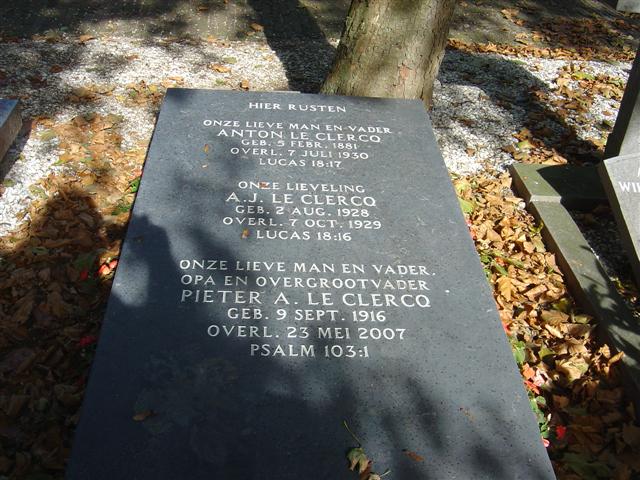 HIER RUSTEN
ONZE LIEVE MAN EN VADER
ANTON LE CLERCQ
GEB. 5 FEBR. 1881
OVERL. 7 JULI 1930
LUCAS 18:17
ONZE LIEVELING
A.J. LE CLERCQ
GEB. 2 AUG. 1928
OVERL. 7 OCT. 1929
LUCAS 18:16
ONZE LIEVE MAN EN VADER.
OPA EN OVERGROOTVADER
PIETER A. LE CLERCQ
GEB. 9 SEPT. 1916
OVERL. 23 MEI 2007
PSALM 103:1